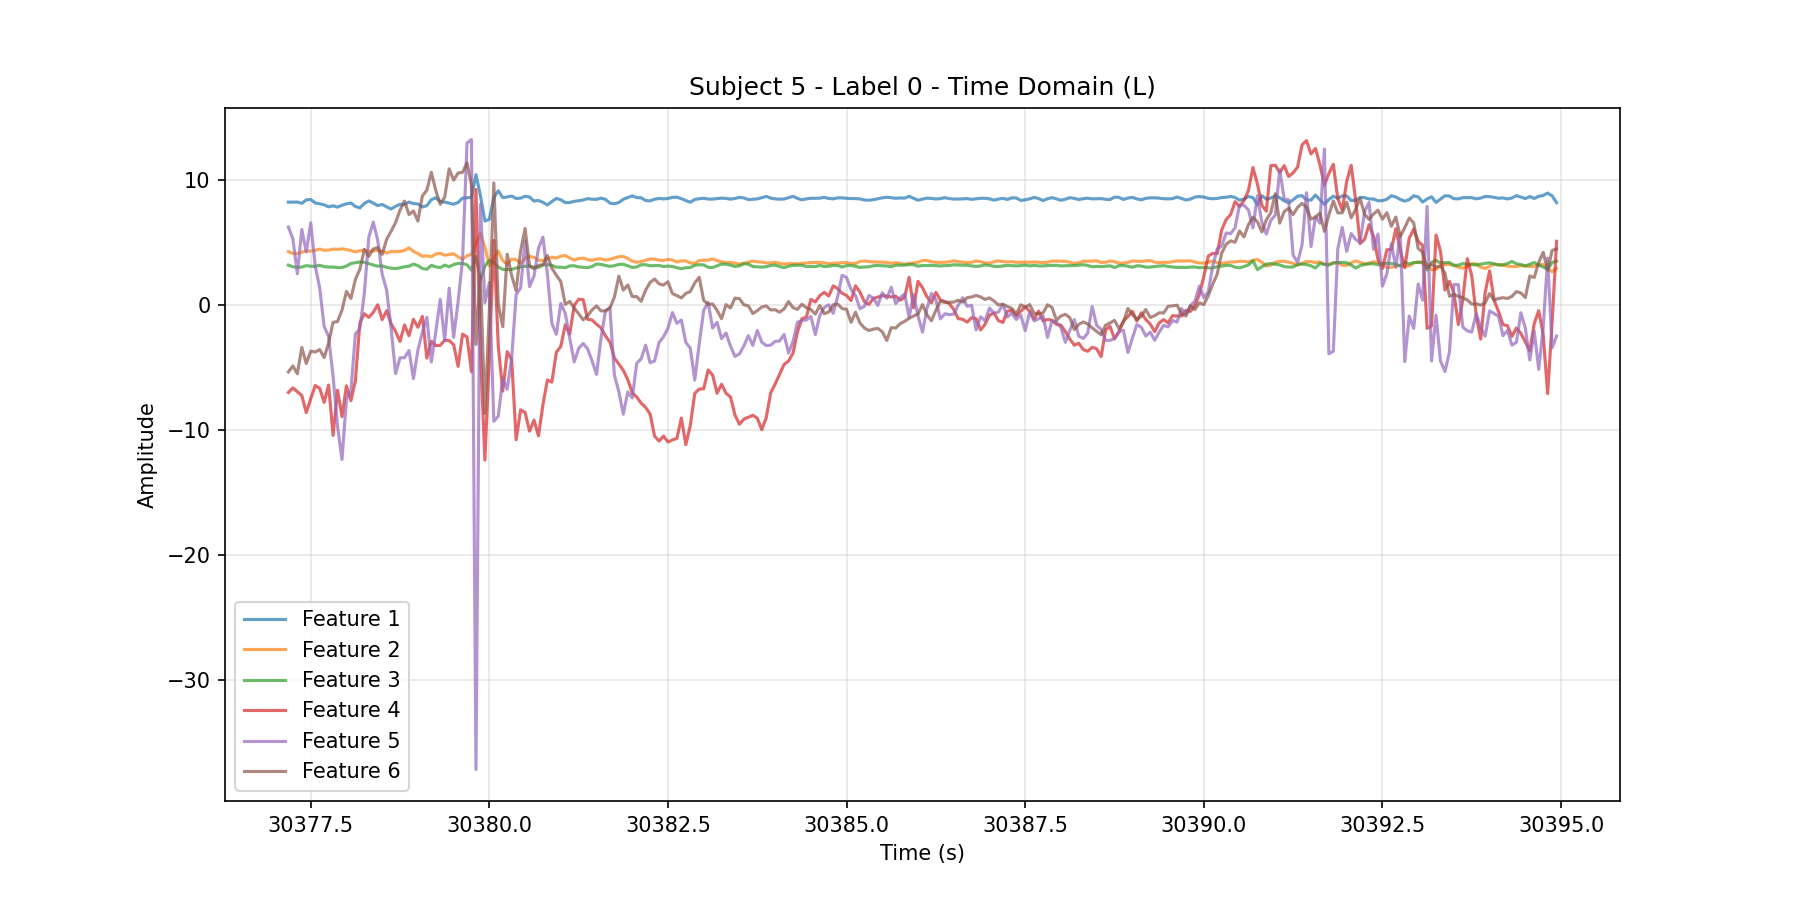 Subject 5 - Label 0 - Time Domain (L)
Amplitude
10
0
−10
−20
−30
Feature 1
Feature 2
Feature 3
Feature 4
Feature 5
Feature 6
30377.5 30380.0 30382.5 30385.0 30387.5 30390.0 30392.5 30395.0
Time (s)